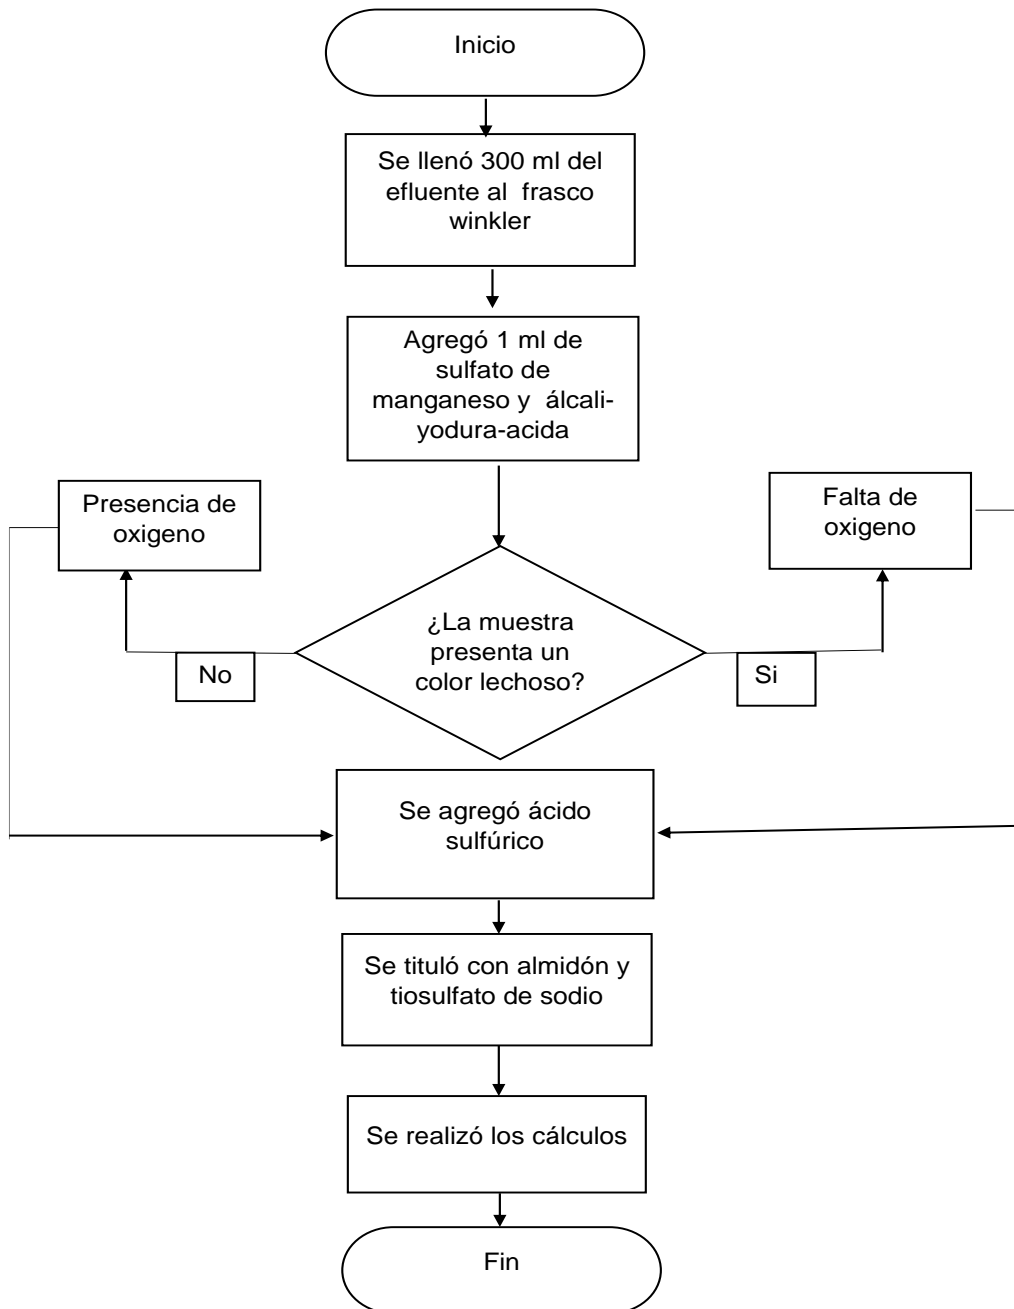 Inicio
Se llenó 300 ml del
efluente al frasco
winkler
Agregó 1 ml de
sulfato de
manganeso y álcali-
yodura-acida
Presencia de
oxigeno
Falta de
oxigeno
¿La muestra
presenta un
color lechoso?
No
Si
Se agregó ácido
sulfúrico
Se tituló con almidón y
tiosulfato de sodio
Se realizó los cálculos
Fin